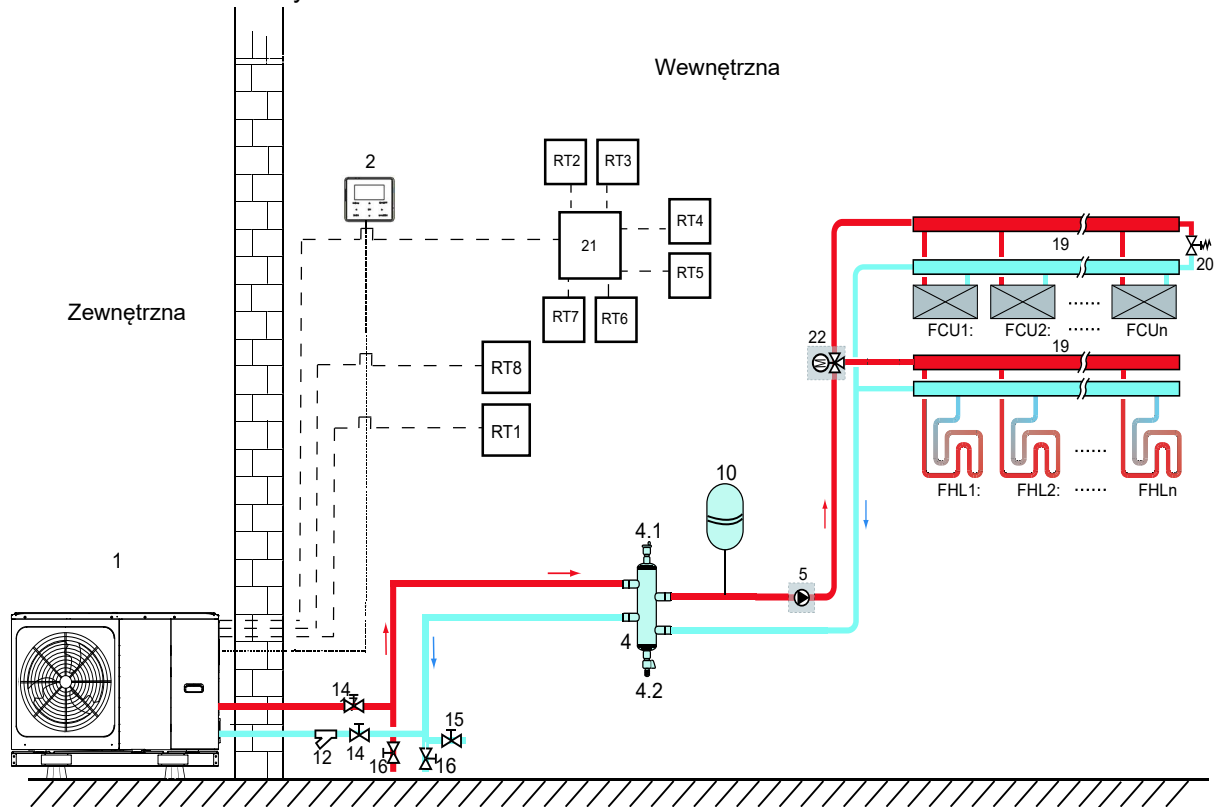 y
Wewnętrzna
2
RT2 RT3
RT4
21
RT5
RT7 RT6
19
20
Zewnętrzna
FCU1: FCU2: ...... FCUn
......
22
19
RT8
RT1
FHL1: FHL2: ...... FHLn
......
10
4.1
1
5
4
4.2
14
15
12 14 16 16